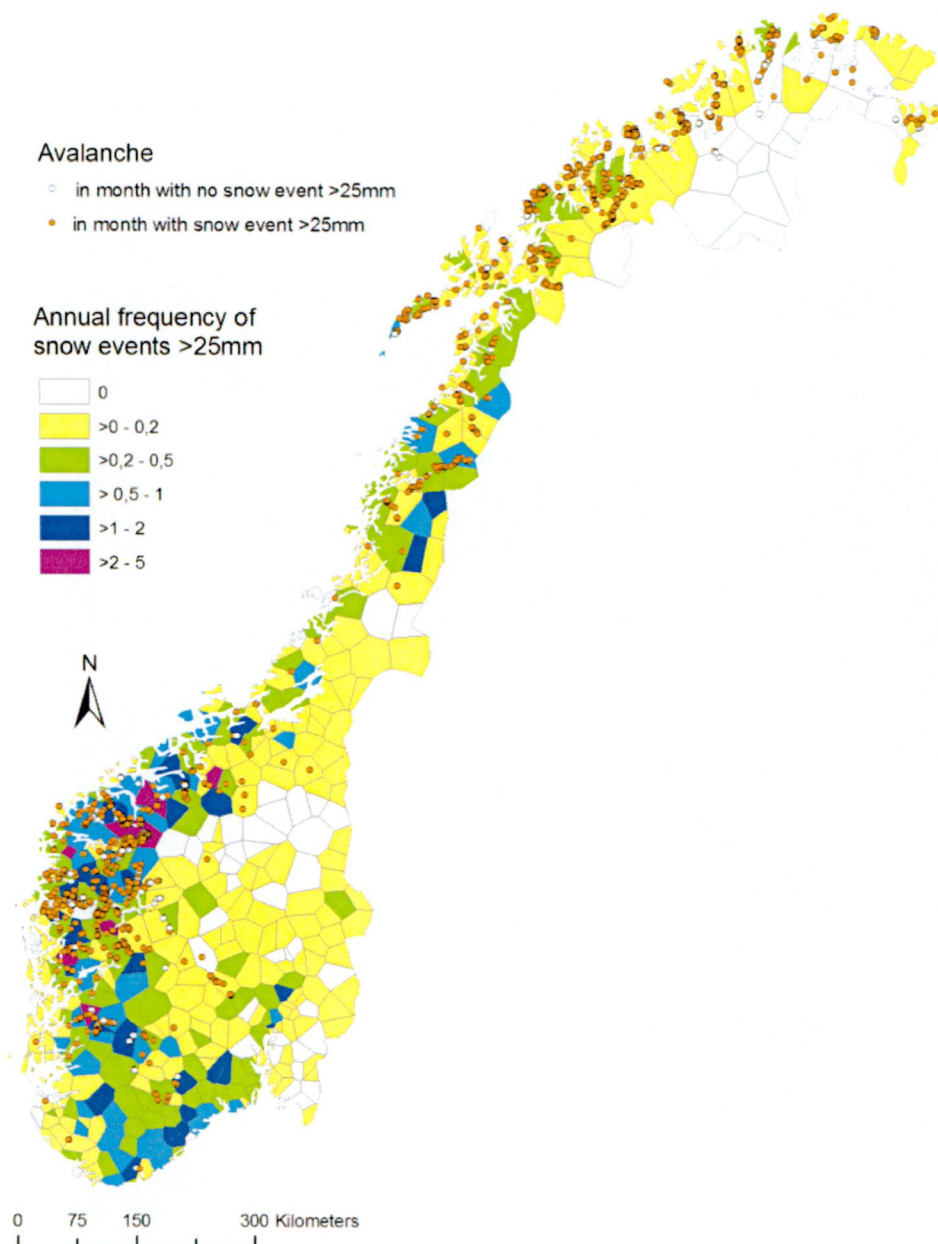 Avalanche
in month with no snow event >25mm
in month with snow event >25mm
Annual frequency of
snow events >25mm
0
>0 - 0,2
>0,2 - 0,5
> 0,5 - 1
>1 - 2
>2 - 5
N
0 75 150 300 Kilometers